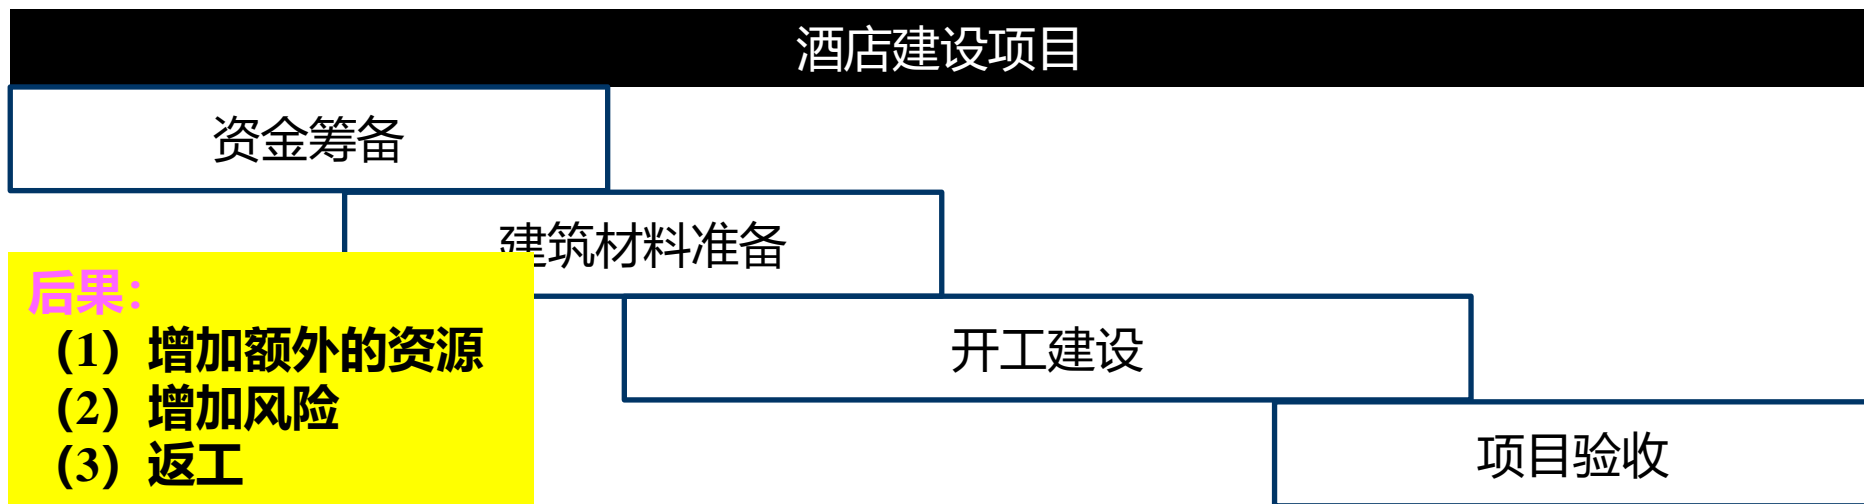 酒店建设项目
资金筹备
建筑材料准备
后果：
（1）增加额外的资源
（2）增加风险
（3）返工
开工建设
项目验收